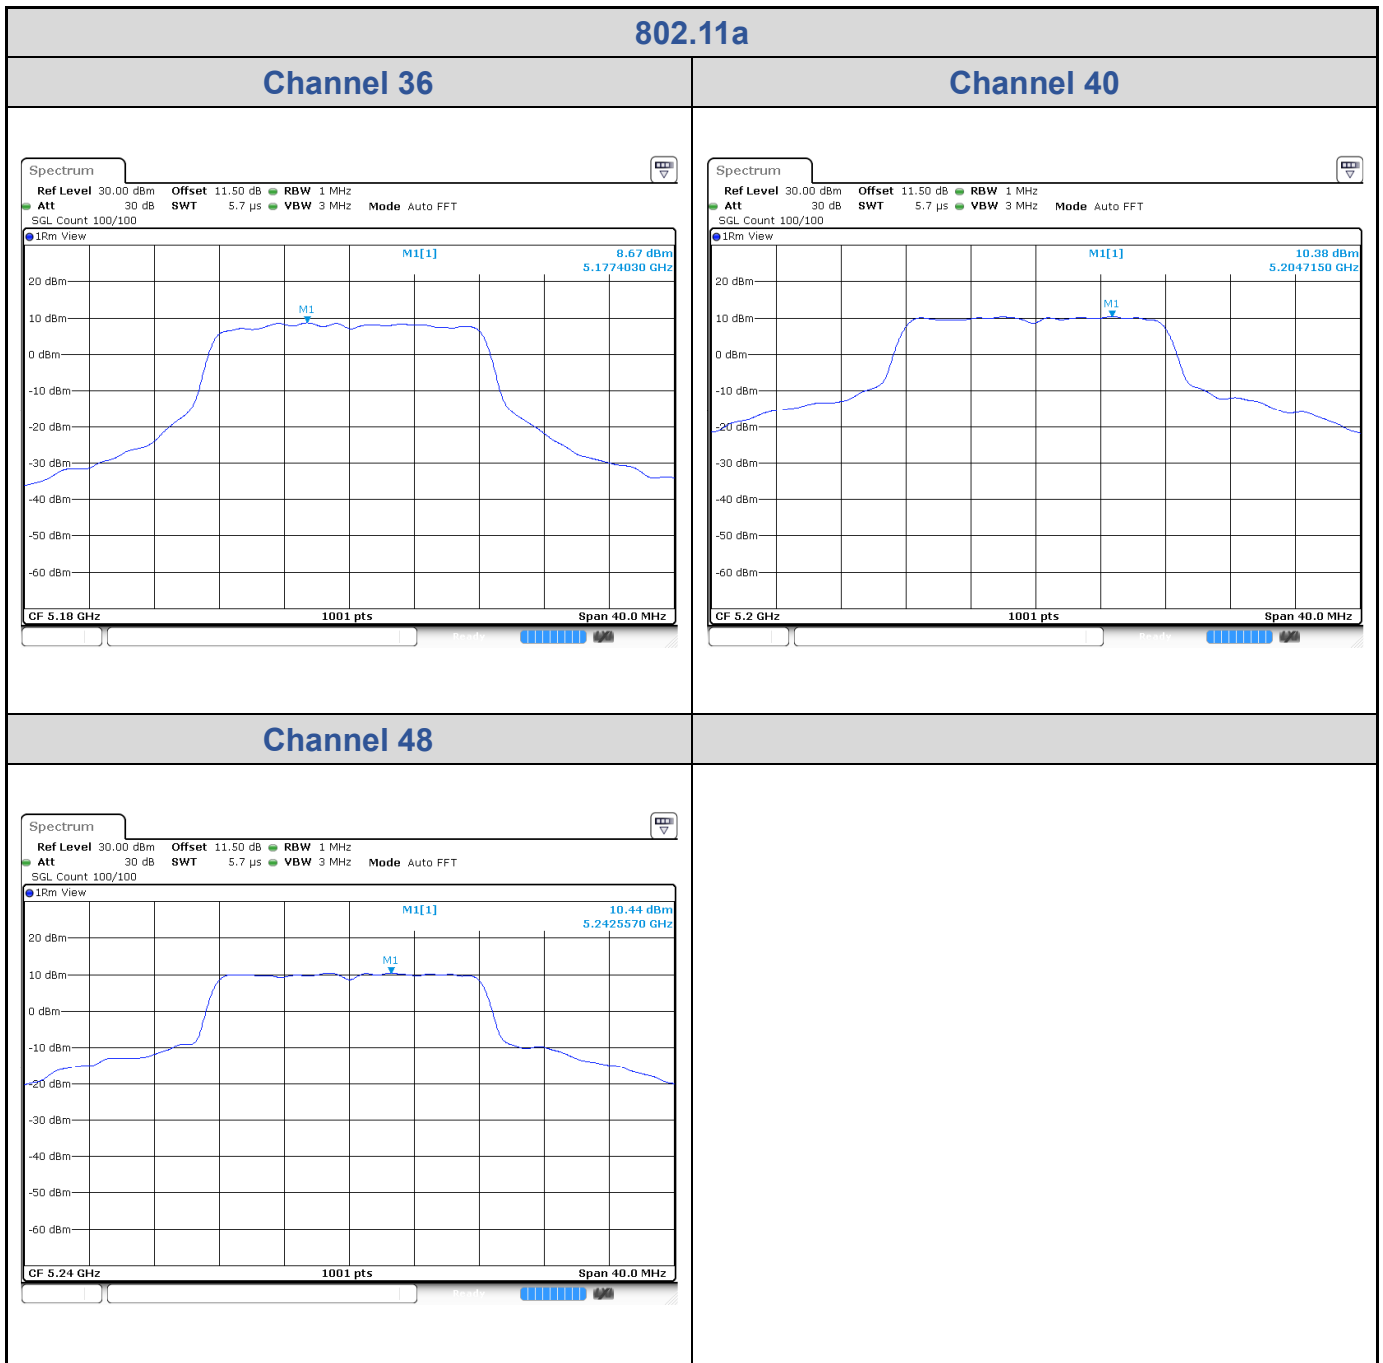 802.11a
Channel 36
Channel 40
Spectrum
Ref Level 30.00 dBm Offset 11.50 dB RBW 1 MHz
Att 30 dB SWT 5.7 µs VBW 3 MHz Mode Auto FFT
SGL Count 100/100
1Rm View
M1[1] 8.67 dBm
5.1774030 GHz
M1
20 dBm
10 dBm
0 dBm
-10 dBm
-20 dBm
-30 dBm
-40 dBm
-50 dBm
-60 dBm
CF 5.18 GHz 1001 pts Span 40.0 MHz
Ready
Spectrum
Ref Level 30.00 dBm Offset 11.50 dB RBW 1 MHz
Att 30 dB SWT 5.7 µs VBW 3 MHz Mode Auto FFT
SGL Count 100/100
1Rm View
M1[1] 10.38 dBm
5.2047150 GHz
M1
20 dBm
10 dBm
0 dBm
-10 dBm
-20 dBm
-30 dBm
-40 dBm
-50 dBm
-60 dBm
CF 5.2 GHz 1001 pts Span 40.0 MHz
Ready
Channel 48
Spectrum
Ref Level 30.00 dBm Offset 11.50 dB RBW 1 MHz
Att 30 dB SWT 5.7 µs VBW 3 MHz Mode Auto FFT
SGL Count 100/100
1Rm View
M1[1] 10.44 dBm
5.2425570 GHz
M1
20 dBm
10 dBm
0 dBm
-10 dBm
-20 dBm
-30 dBm
-40 dBm
-50 dBm
-60 dBm
CF 5.24 GHz 1001 pts Span 40.0 MHz
Ready